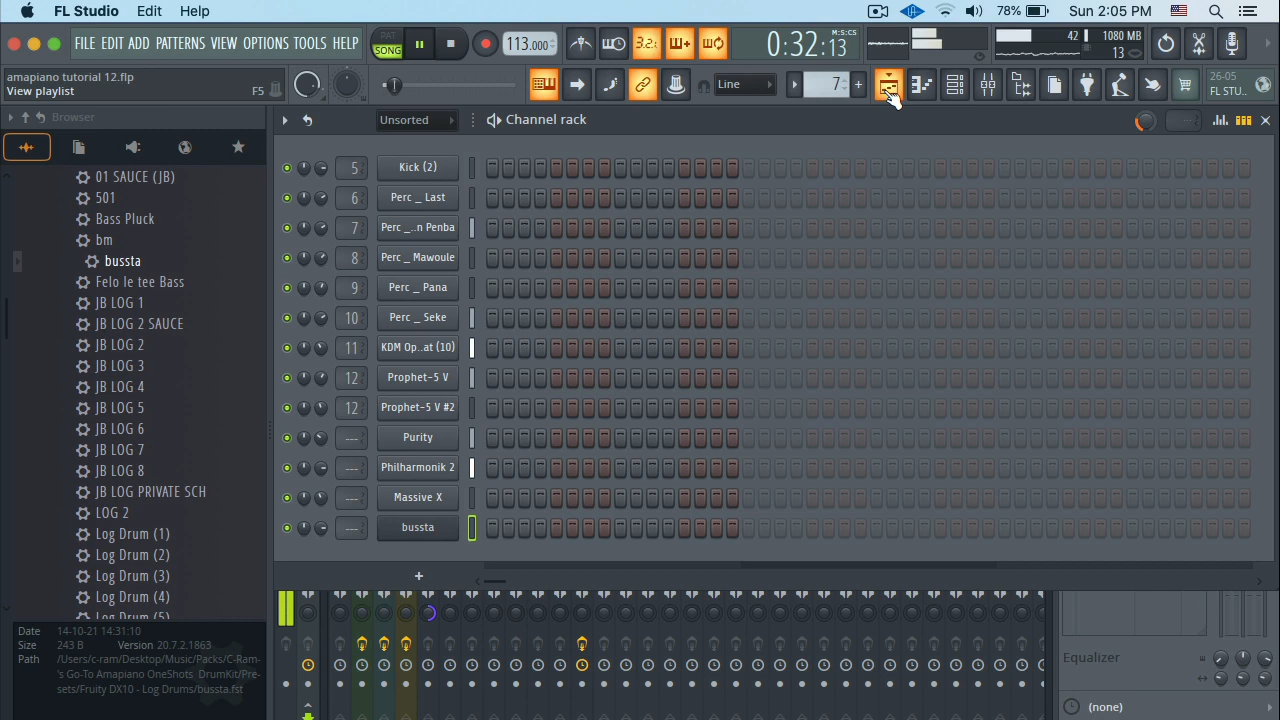 FL Studio Edit Help 78% Sun 2:05 PM
FILE EDIT ADD PATTERNS VIEW OPTIONS TOOLS HELP
PAT
SONG
113.000
3.2.
0:32:13
M:S:CS
42
1080 MB
13
amapiano tutorial 12.flp
View playlist F5
Line
7
26-05
FL STU..
Browser
Unsorted
Channel rack
01 SAUCE (JB)
501
Bass Pluck
bm
bussta
Felo le tee Bass
JB LOG 1
JB LOG 2 SAUCE
JB LOG 2
JB LOG 3
JB LOG 4
JB LOG 5
JB LOG 6
JB LOG 7
JB LOG 8
JB LOG PRIVATE SCH
LOG 2
Log Drum (1)
Log Drum (2)
Log Drum (3)
Log Drum (4)
Log Drum (5)
5 Kick (2)
6 Perc _ Last
7 Perc _..n Penba
8 Perc _ Mawoule
9 Perc _ Pana
10 Perc _ Seke
11 KDM Op..at (10)
12 Prophet-5 V
12 Prophet-5 V #2
--- Purity
--- Philharmonik 2
--- Massive X
--- bussta
Date 14-10-21 14:31:10
Size 243 B Version 20.7.2.1863
Path /Users/c-ram/Desktop/Music/Packs/C-Ram-
's Go-To Amapiano OneShots DrumKit/Pre-
sets/Fruity DX10 - Log Drums/bussta.fst
Equalizer
(none)